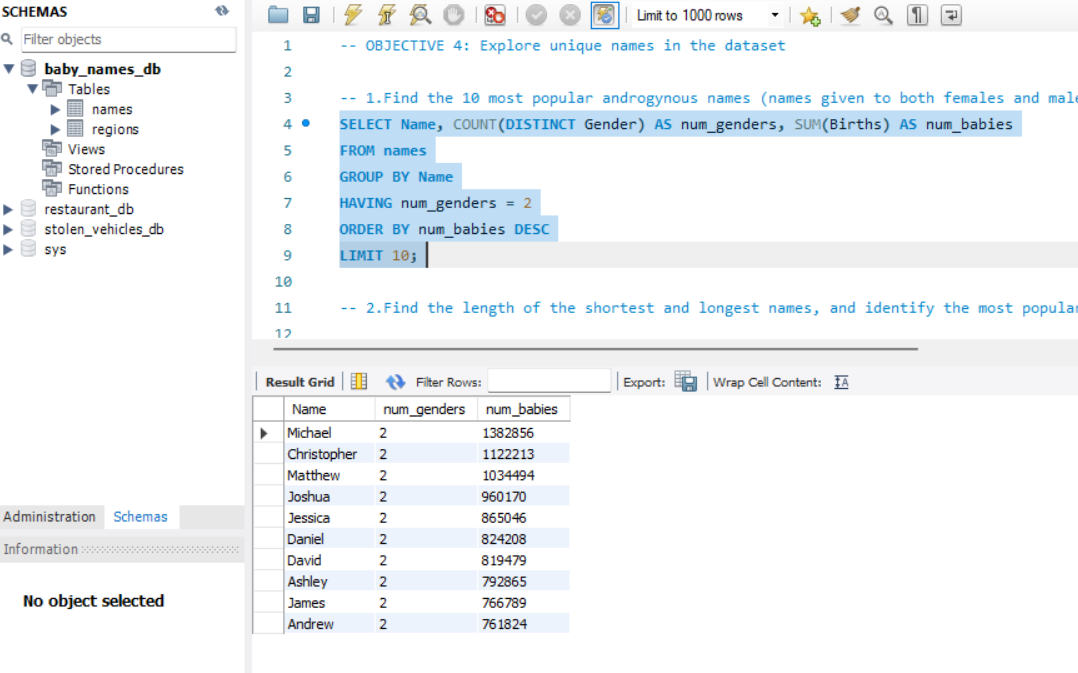 SCHEMAS
Filter objects
baby_names_db
Tables
names
regions
Views
Stored Procedures
Functions
restaurant_db
stolen_vehicles_db
sys
Administration Schemas
Information
No object selected
Limit to 1000 rows
1 -- OBJECTIVE 4: Explore unique names in the dataset
2
3 -- 1.Find the 10 most popular androgynous names (names given to both females and male
4 SELECT Name, COUNT(DISTINCT Gender) AS num_genders, SUM(Births) AS num_babies
5 FROM names
6 GROUP BY Name
7 HAVING num_genders = 2
8 ORDER BY num_babies DESC
9 LIMIT 10;
10
11 -- 2.Find the length of the shortest and longest names, and identify the most popular
12
Result Grid Filter Rows: Export: Wrap Cell Content: IA
Name num_genders num_babies
Michael 2 1382856
Christopher 2 1122213
Matthew 2 1034494
Joshua 2 960170
Jessica 2 865046
Daniel 2 824208
David 2 819479
Ashley 2 792865
James 2 766789
Andrew 2 761824